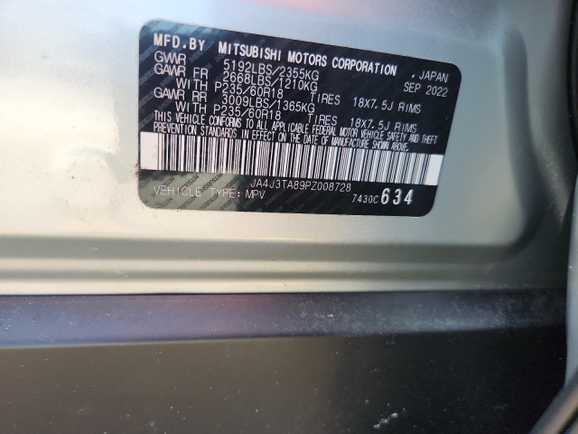 MFD. BY MITSUBISHI MOTORS CORPORATION , JAPAN
GVWR 5192LBS/2355KG SEP 2022
GAWR FR 2668LBS/1210KG
WITH P235/60R18 TIRES 18X7.5J RIMS
GAWR RR 3009LBS/1365KG
WITH P235/60R18 TIRES 18X7.5J RIMS
THIS VEHICLE CONFORMS TO ALL APPLICABLE FEDERAL MOTOR VEHICLE SAFETY AND THEFT
PREVENTION STANDARDS IN EFFECT ON THE DATE OF MANUFACTURE SHOWN ABOVE.
JA4J3TA89PZ008728
VEHICLE TYPE: MPV 7430C 634